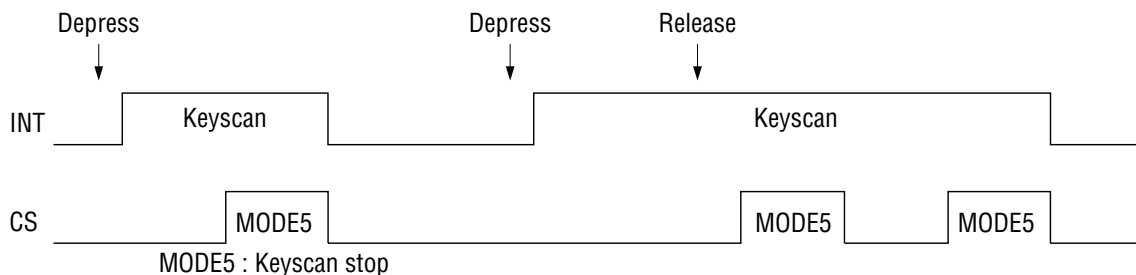 Depress Depress Release
INT Keyscan Keyscan
CS MODE5 MODE5 MODE5
MODE5 : Keyscan stop